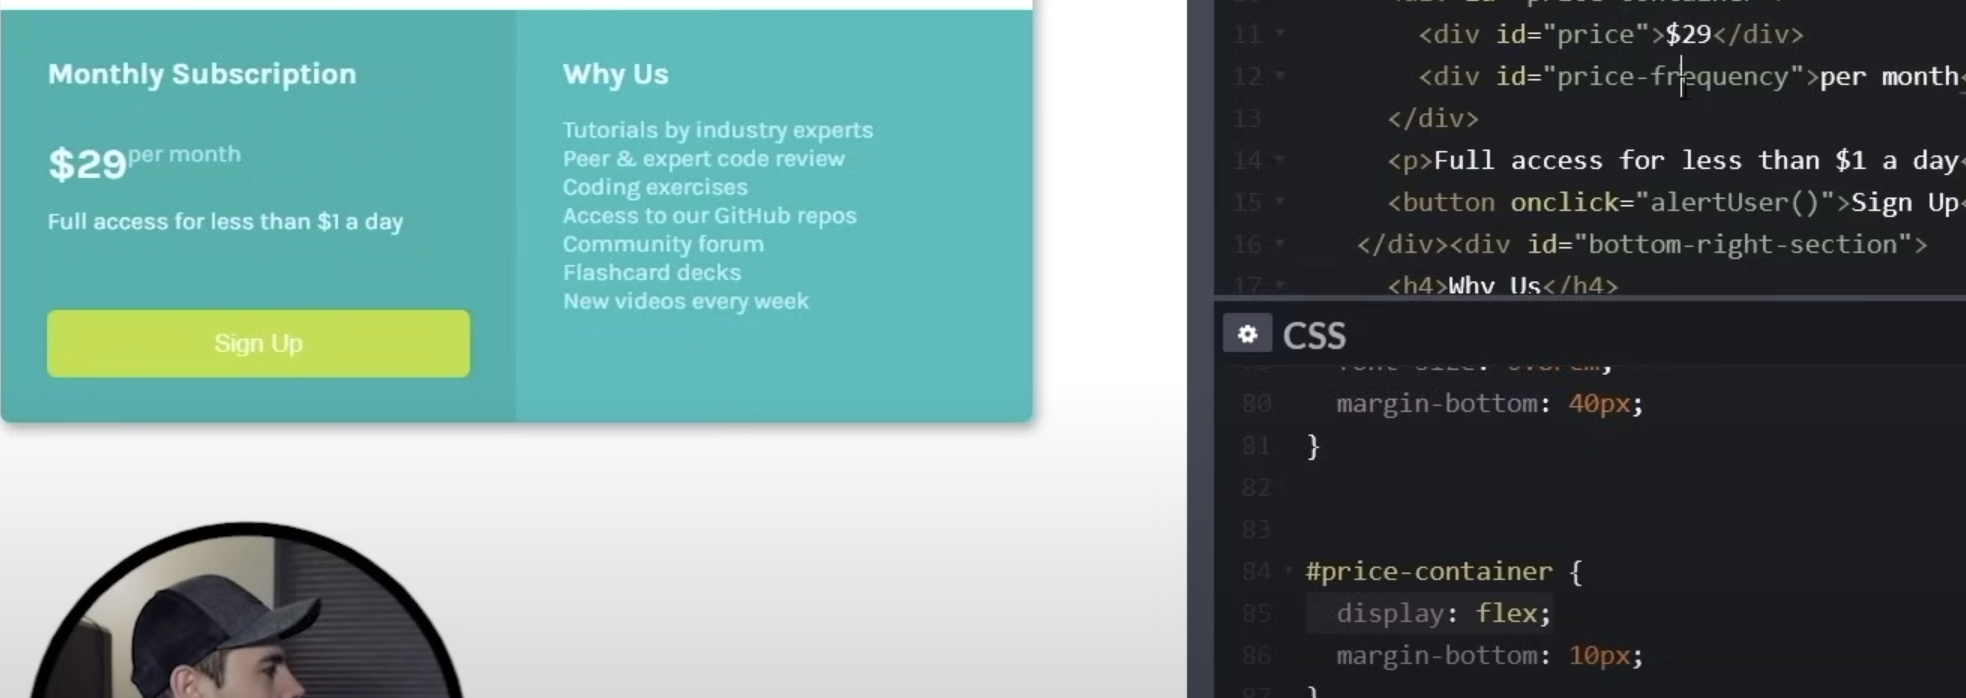 Monthly Subscription
$29 per month
Full access for less than $1 a day
Sign Up
Why Us
Tutorials by industry experts
Peer & expert code review
Coding exercises
Access to our GitHub repos
Community forum
Flashcard decks
New videos every week
11 <div id="price">$29</div>
12 <div id="price-frequency">per month<
13 </div>
14 <p>Full access for less than $1 a day<
15 <button onclick="alertUser()">Sign Up<
16 </div><div id="bottom-right-section">
17 <h4>Why Us</h4>
CSS
80 margin-bottom: 40px;
81 }
82
83
84 #price-container {
85 display: flex;
86 margin-bottom: 10px;
87 }